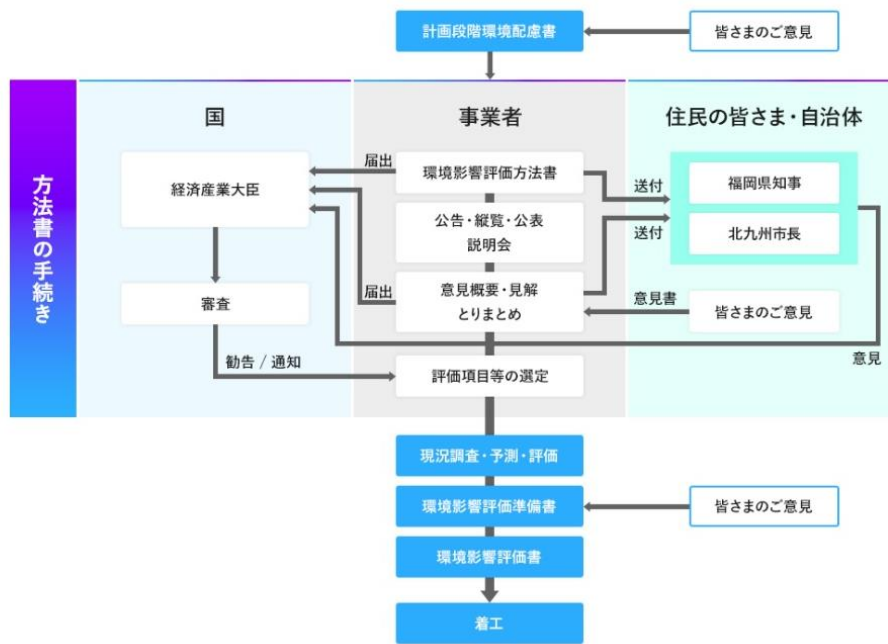 計画段階環境配慮書
皆さまのご意見
方法書の手続き
国
事業者
住民の皆さま・自治体
届出
環境影響評価方法書
送付
福岡県知事
経済産業大臣
公告・縦覧・公表
説明会
送付
北九州市長
届出
意見概要・見解
とりまとめ
意見書
皆さまのご意見
審査
意見
勧告 / 通知
評価項目等の選定
現況調査・予測・評価
環境影響評価準備書
皆さまのご意見
環境影響評価書
着工